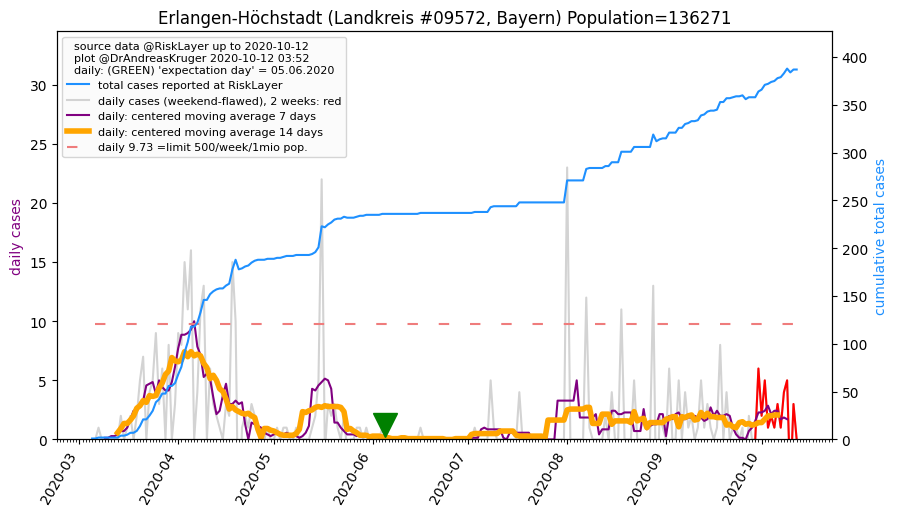 Erlangen-Höchstadt (Landkreis #09572, Bayern) Population=136271
source data @RiskLayer up to 2020-10-12
plot @DrAndreasKruger 2020-10-12 03:52
daily: (GREEN) 'expectation day' = 05.06.2020
total cases reported at RiskLayer
daily cases (weekend-flawed), 2 weeks: red
daily: centered moving average 7 days
daily: centered moving average 14 days
daily 9.73 =limit 500/week/1mio pop.
daily cases
0
5
10
15
20
25
30
cumulative total cases
0
50
100
150
200
250
300
350
400
2020-03
2020-04
2020-05
2020-06
2020-07
2020-08
2020-09
2020-10